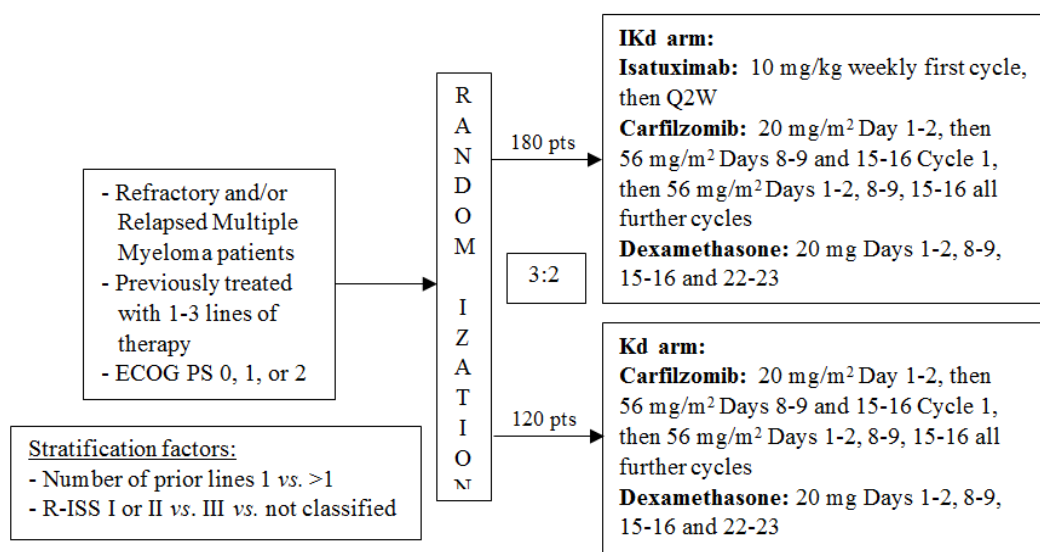 - Refractory and/or
Relapsed Multiple
Myeloma patients
- Previously treated
with 1-3 lines of
therapy
- ECOG PS 0, 1, or 2
Stratification factors:
- Number of prior lines 1 vs. >1
- R-ISS I or II vs. III vs. not classified
R
A
N
D
O
M
I
Z
A
T
I
O
N
180 pts
3:2
120 pts
IKd arm:
Isatuximab: 10 mg/kg weekly first cycle,
then Q2W
Carfilzomib: 20 mg/m² Day 1-2, then
56 mg/m² Days 8-9 and 15-16 Cycle 1,
then 56 mg/m² Days 1-2, 8-9, 15-16 all
further cycles
Dexamethasone: 20 mg Days 1-2, 8-9,
15-16 and 22-23
Kd arm:
Carfilzomib: 20 mg/m² Day 1-2, then
56 mg/m² Days 8-9 and 15-16 Cycle 1,
then 56 mg/m² Days 1-2, 8-9, 15-16 all
further cycles
Dexamethasone: 20 mg Days 1-2, 8-9,
15-16 and 22-23